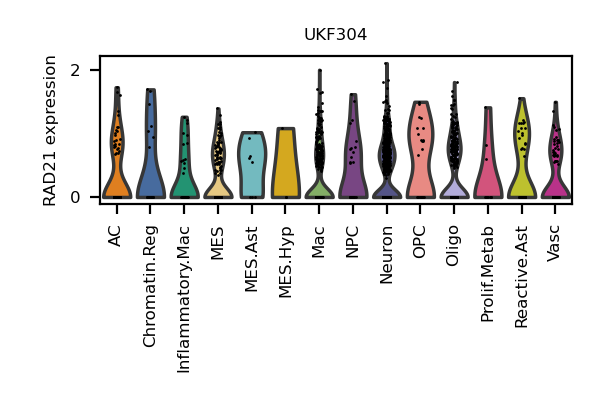 UKF304
RAD21 expression
2
0
AC
Chromatin.Reg
Inflammatory.Mac
MES
MES.Ast
MES.Hyp
Mac
NPC
Neuron
OPC
Oligo
Prolif.Metab
Reactive.Ast
Vasc